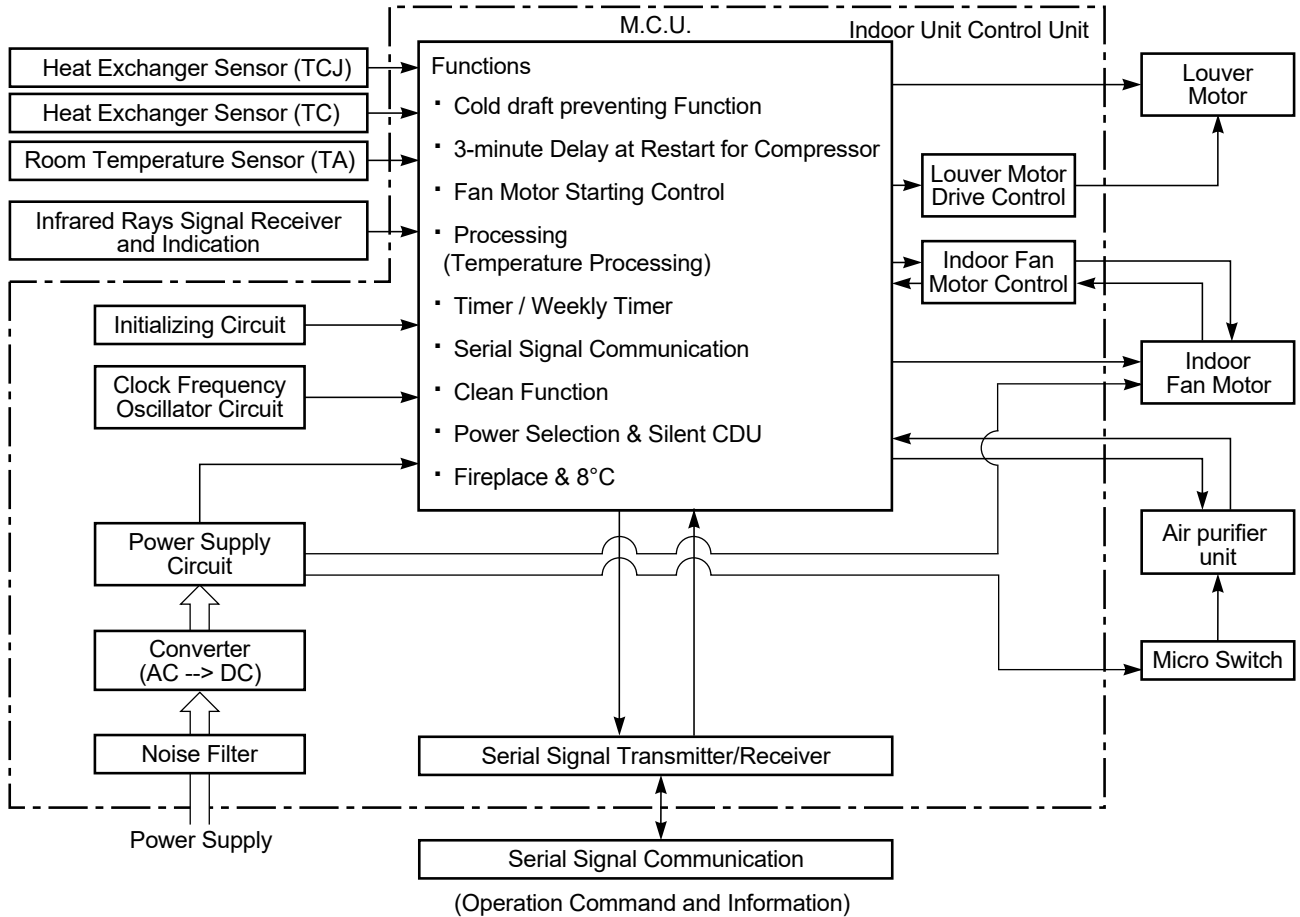 M.C.U.
Indoor Unit Control Unit
Heat Exchanger Sensor (TCJ)
Heat Exchanger Sensor (TC)
Room Temperature Sensor (TA)
Infrared Rays Signal Receiver
and Indication
Initializing Circuit
Clock Frequency
Oscillator Circuit
Power Supply
Circuit
Converter
(AC --> DC)
Noise Filter
Power Supply
Functions
· Cold draft preventing Function
· 3-minute Delay at Restart for Compressor
· Fan Motor Starting Control
· Processing
(Temperature Processing)
· Timer / Weekly Timer
· Serial Signal Communication
· Clean Function
· Power Selection & Silent CDU
· Fireplace & 8°C
Louver
Motor
Louver Motor
Drive Control
Indoor Fan
Motor Control
Indoor
Fan Motor
Air purifier
unit
Micro Switch
Serial Signal Transmitter/Receiver
Serial Signal Communication
(Operation Command and Information)